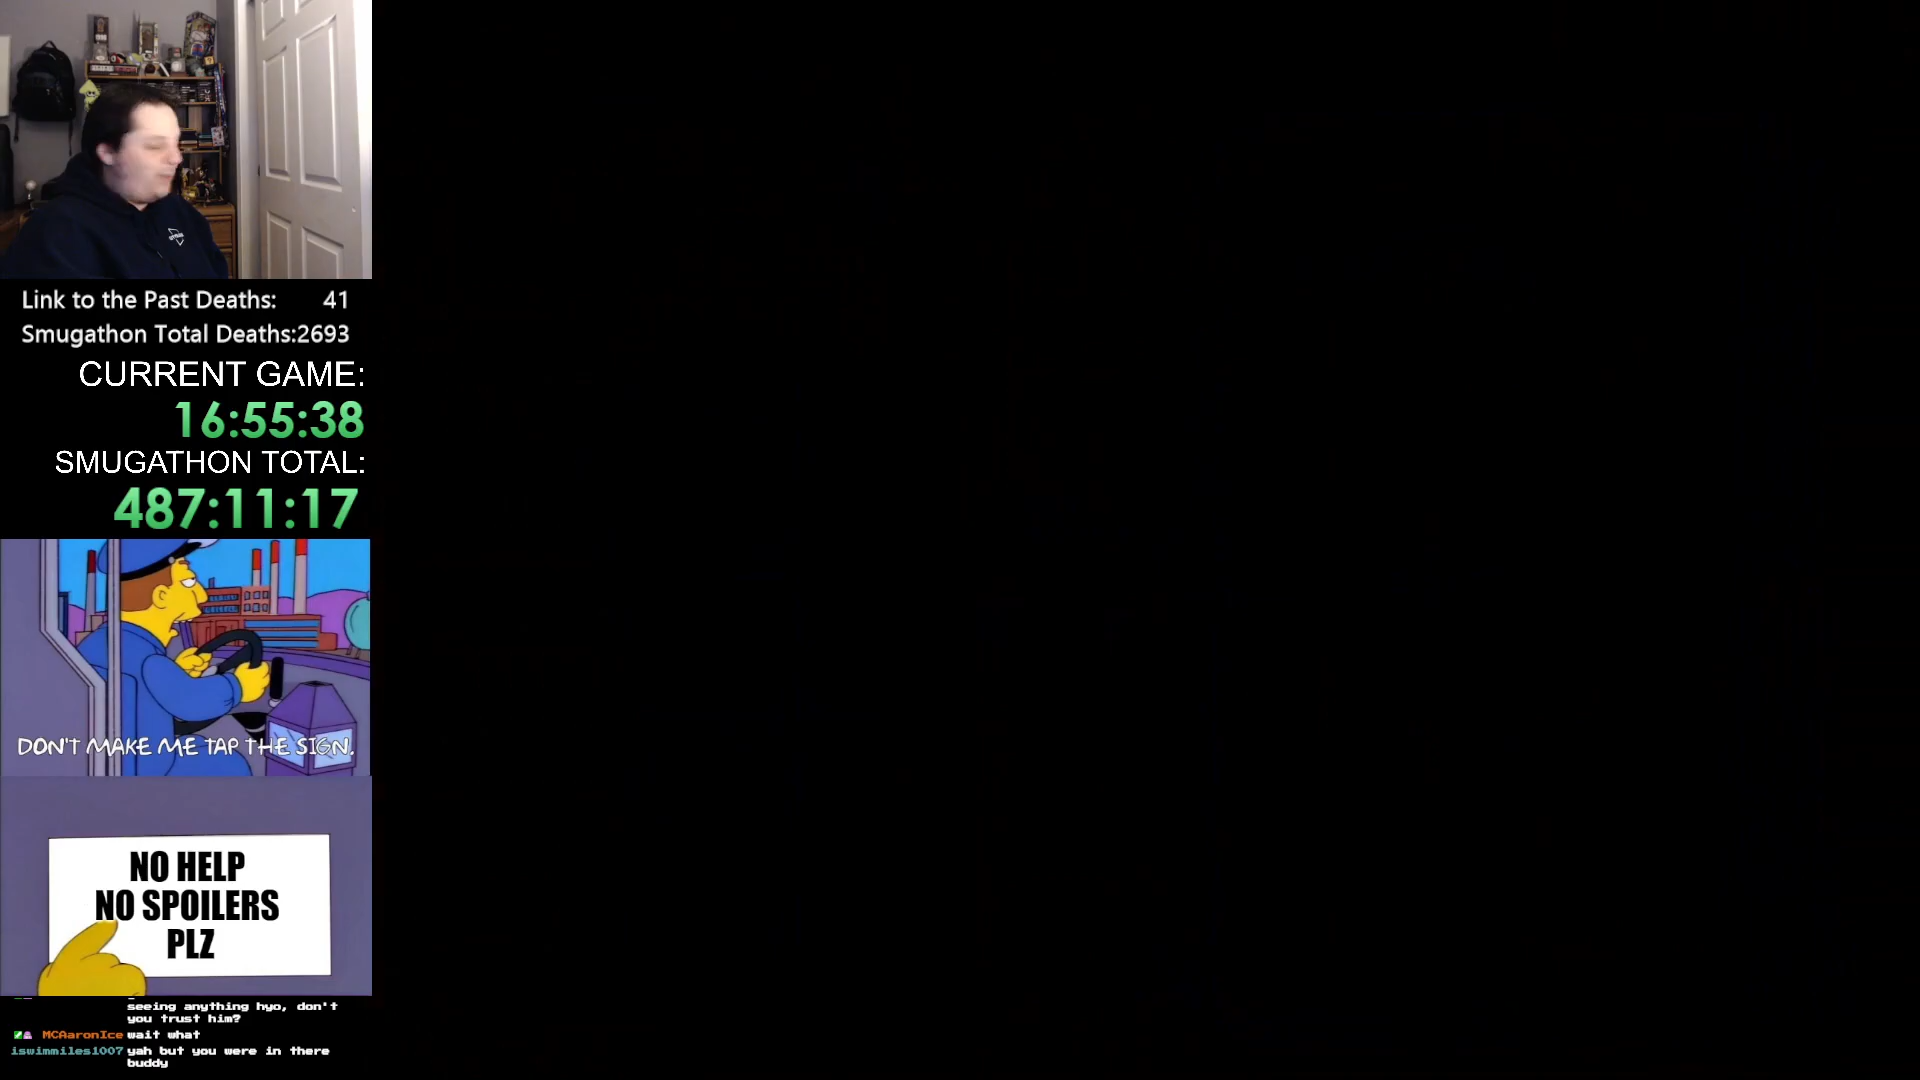 Link to the Past Deaths: 41
Smugathon Total Deaths:2693
CURRENT GAME:
16:55:38
SMUGATHON TOTAL:
487:11:17
DON'T MAKE ME TAP THE SIGN.
NO HELP
NO SPOILERS
PLZ
seeing anything hyo, don't
you trust him?
MCAaronIce wait what
iswimmiles1007 yah but you were in there
buddy